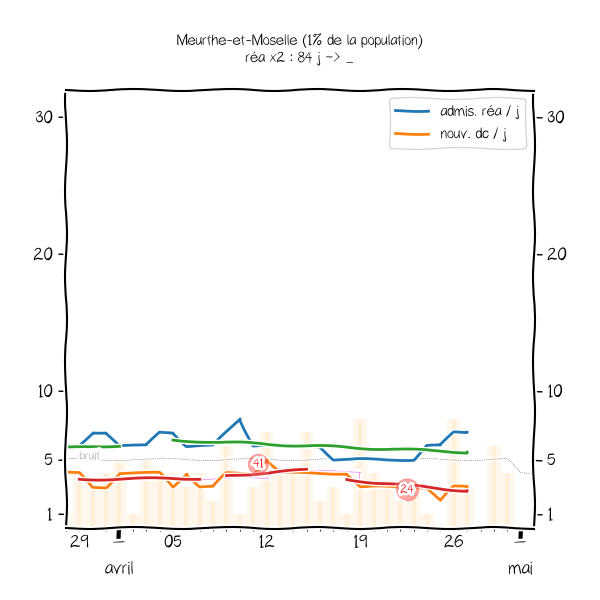 Meurthe-et-Moselle (1% de la population)
réa x2 : 84 j -> _
admis. réa / j
nouv. dc / j
30
30
20
20
10
10
5
5
bruit
41
24
1
1
29
05
12
19
26
avril
mai